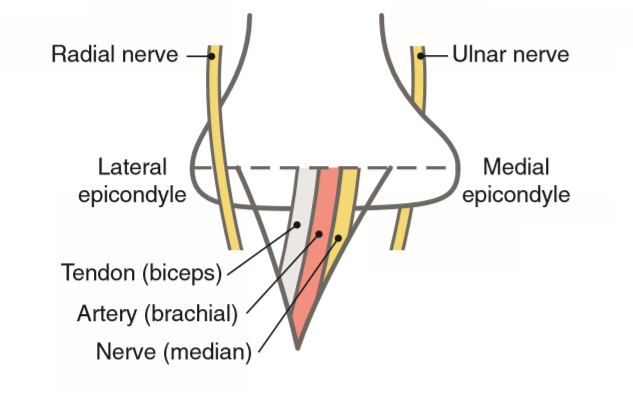 Radial nerve
Ulnar nerve
Lateral
epicondyle
Medial
epicondyle
Tendon (biceps)
Artery (brachial)
Nerve (median)